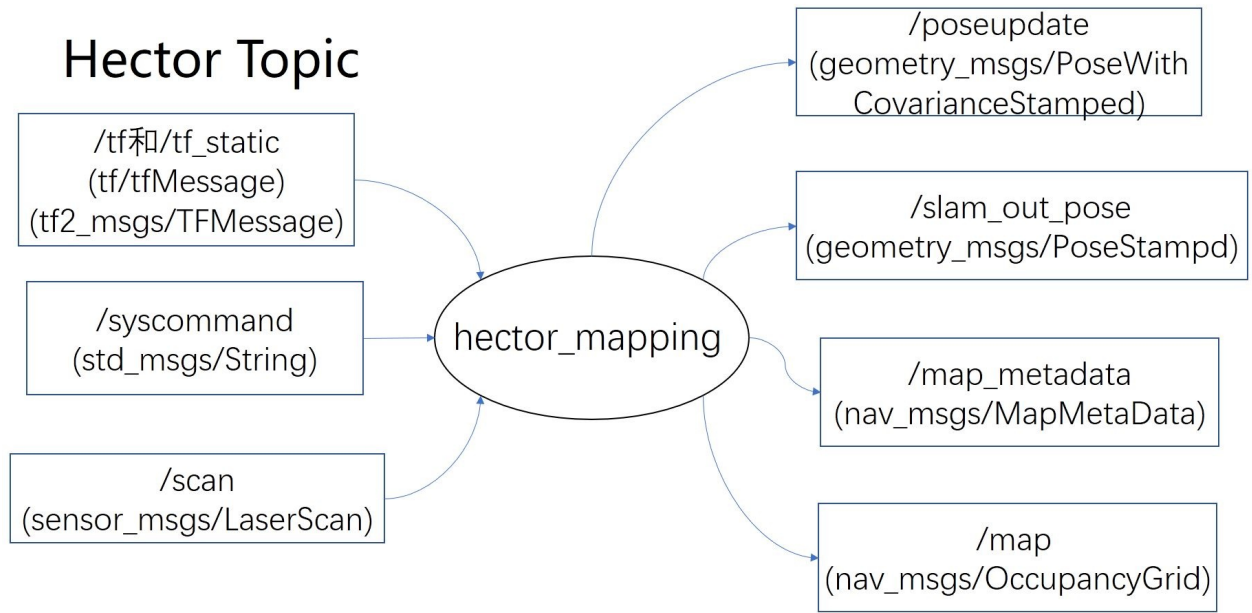 Hector Topic
/tf和/tf_static
(tf/tfMessage)
(tf2_msgs/TFMessage)
/syscommand
(std_msgs/String)
/scan
(sensor_msgs/LaserScan)
hector_mapping
/poseupdate
(geometry_msgs/PoseWith
CovarianceStamped)
/slam_out_pose
(geometry_msgs/PoseStampd)
/map_metadata
(nav_msgs/MapMetaData)
/map
(nav_msgs/OccupancyGrid)